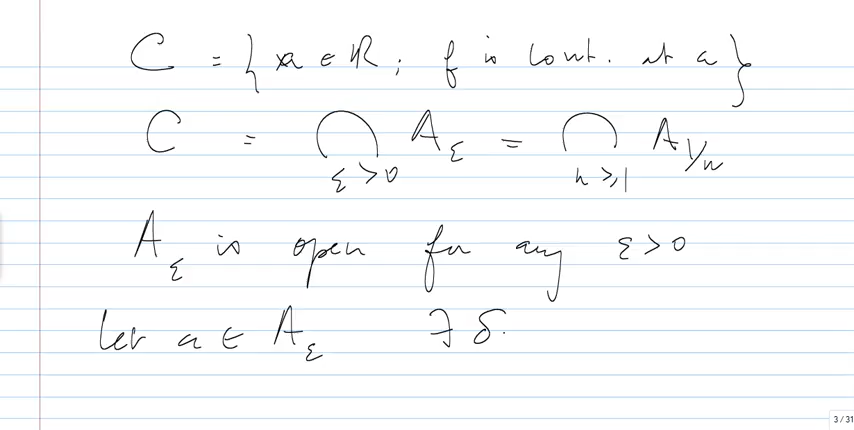 C = { a ∈ ℝ ; f is cont. at a }
C = ⋂_{ε>0} A_ε = ⋂_{n≥1} A_{1/n}
A_ε is open for any ε > 0
Let a ∈ A_ε ∃ δ.
3 / 31